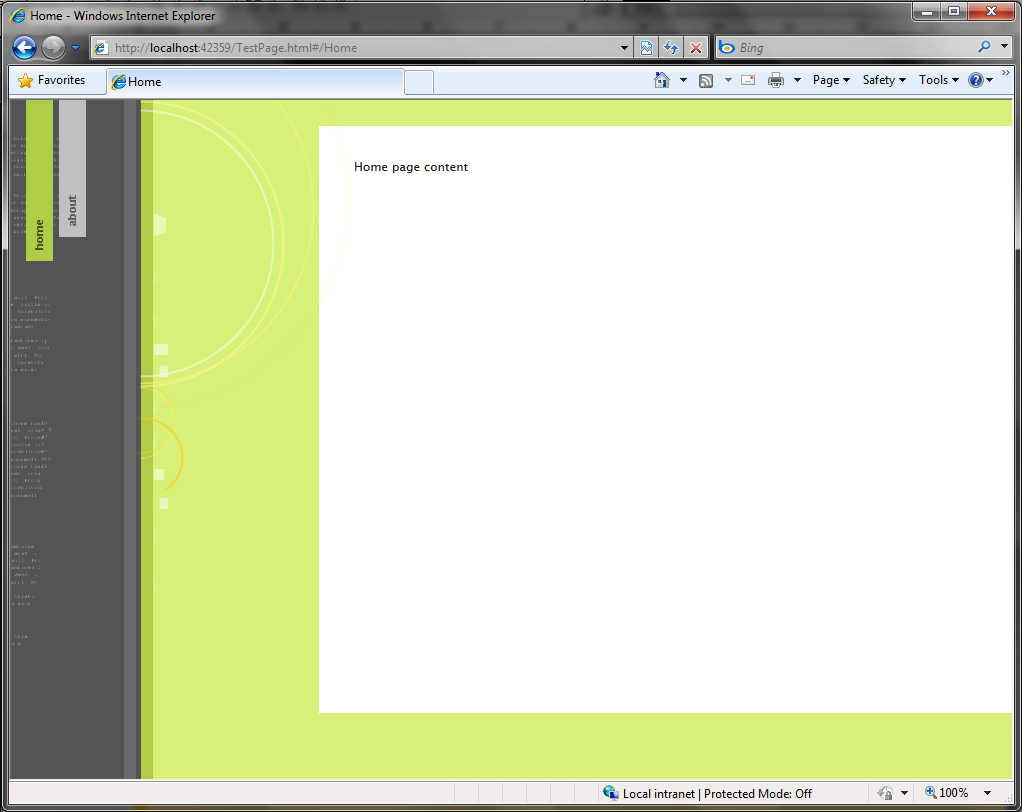 Home - Windows Internet Explorer
http://localhost:42359/TestPage.html#/Home
Bing
Favorites
Home
Page
Safety
Tools
home
about
Home page content
Local intranet | Protected Mode: Off
100%